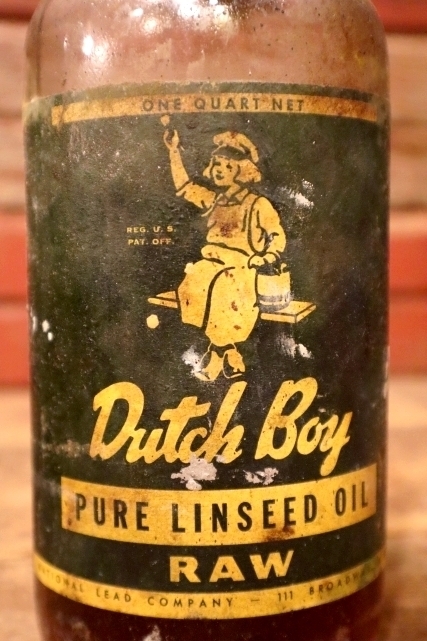 ONE QUART NET
REG. U. S.
PAT. OFF.
Dutch Boy
PURE LINSEED OIL
RAW
LEAD COMPANY — 111